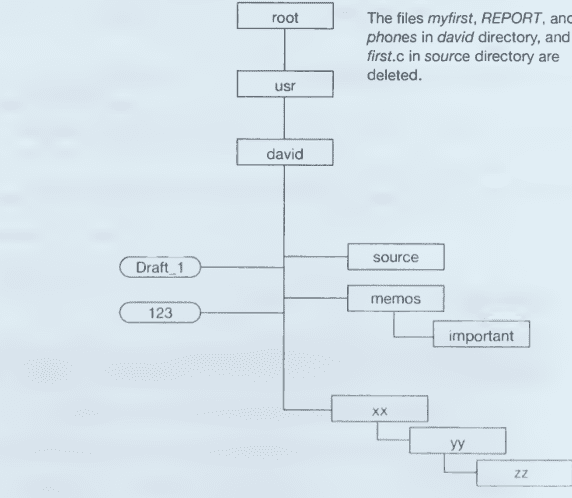 root
The files myfirst, REPORT, and
phones in david directory, and
first.c in source directory are
deleted.
usr
david
source
Draft_1
memos
123
important
xx
yy
zz